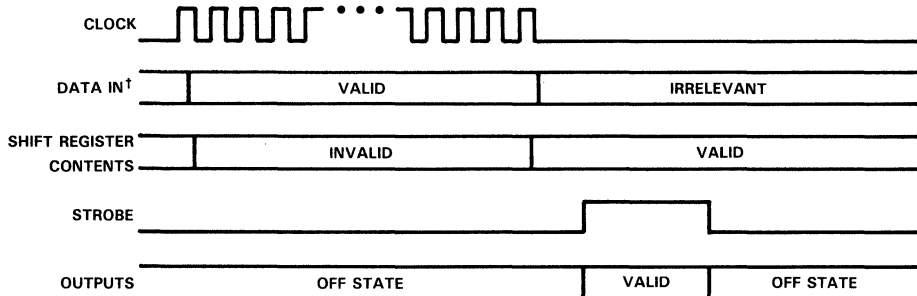 CLOCK
DATA IN† VALID IRRELEVANT
SHIFT REGISTER
CONTENTS INVALID VALID
STROBE
OUTPUTS OFF STATE VALID OFF STATE